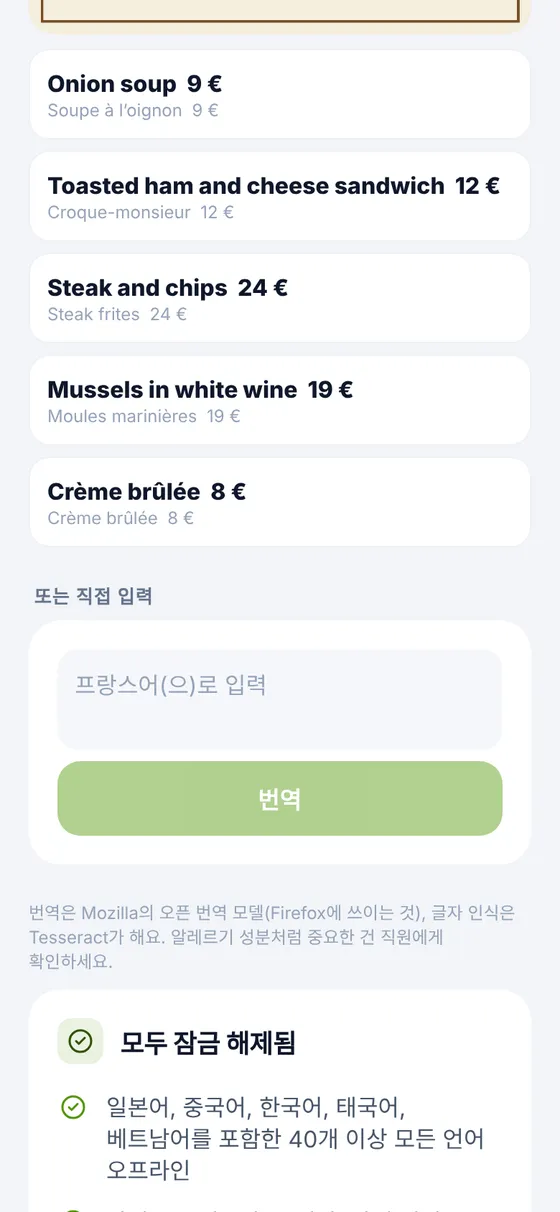 Onion soup  9 €
Soupe à l’oignon  9 €
Toasted ham and cheese sandwich  12 €
Croque-monsieur  12 €
Steak and chips  24 €
Steak frites  24 €
Mussels in white wine  19 €
Moules marinières  19 €
Crème brûlée  8 €
Crème brûlée  8 €
또는 직접 입력
프랑스어(으)로 입력
번역
번역은 Mozilla의 오픈 번역 모델(Firefox에 쓰이는 것), 글자 인식은
Tesseract가 해요. 알레르기 성분처럼 중요한 건 직원에게
확인하세요.
모두 잠금 해제됨
일본어, 중국어, 한국어, 태국어,
베트남어를 포함한 40개 이상 모든 언어
오프라인